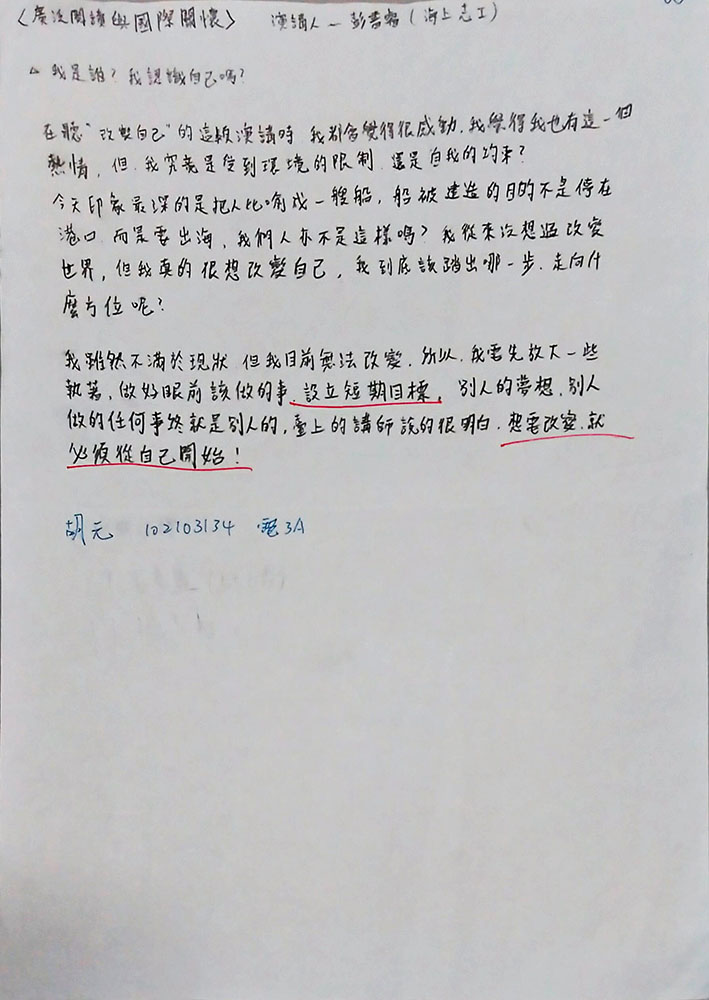 〈廣泛閱讀與國際關懷〉 演講人 — 彭書睿（海上志工）
△ 我是誰？我認識自己嗎？
在聽“改變自己”的這類演講時 我都會覺得很感動．我覺得我也有這一個
熱情，但．我究竟是受到環境的限制．還是自我的約束？
今天印象最深的是把人比喻成一艘船，船被建造的目的不是停在
港口．而是要出海，我們人亦不是這樣嗎？我從來沒想過改變
世界，但我真的很想改變自己，我到底該踏出哪一步．走向什
麼方位呢？
我雖然不滿於現狀．但我目前無法改變．所以．我需先放下一些
執著，做好眼前該做的事．設立短期目標，別人的夢想．別人
做的任何事終就是別人的，臺上的講師說的很明白．想要改變．就
必須從自己開始！
胡元 102103134 電3A